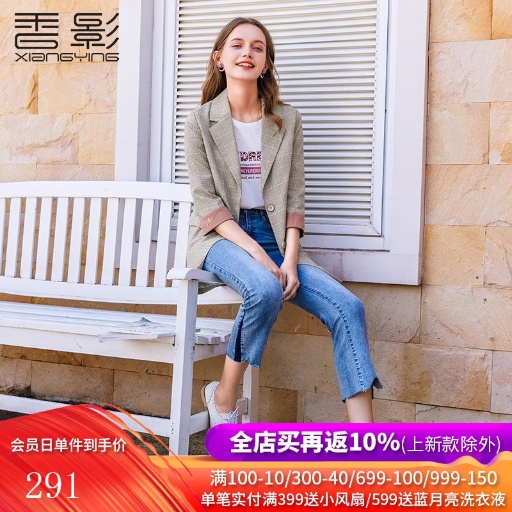 香影
XIANGYING
NEVERENDING
会员日单件到手价
291
全店买再返10%(上新款除外)
满100-10/300-40/699-100/999-150
单笔实付满399送小风扇/599送蓝月亮洗衣液